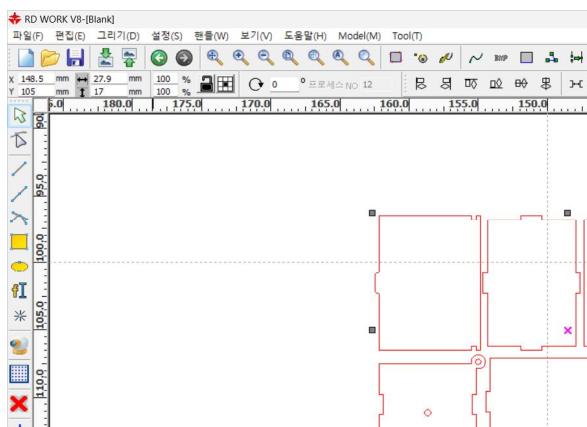 RD WORK V8-[Blank]
파일(F) 편집(E) 그리기(D) 설정(S) 핸들(W) 보기(V) 도움말(H) Model(M) Tool(T)
BMP
X 148.5 mm 27.9 mm 100 %
Y 105 mm 17 mm 100 %
0 ° 프로세스 NO 12
5.0 180.0 175.0 170.0 165.0 160.0 155.0 150.0
90
95.0
100.0
105.0
110.0